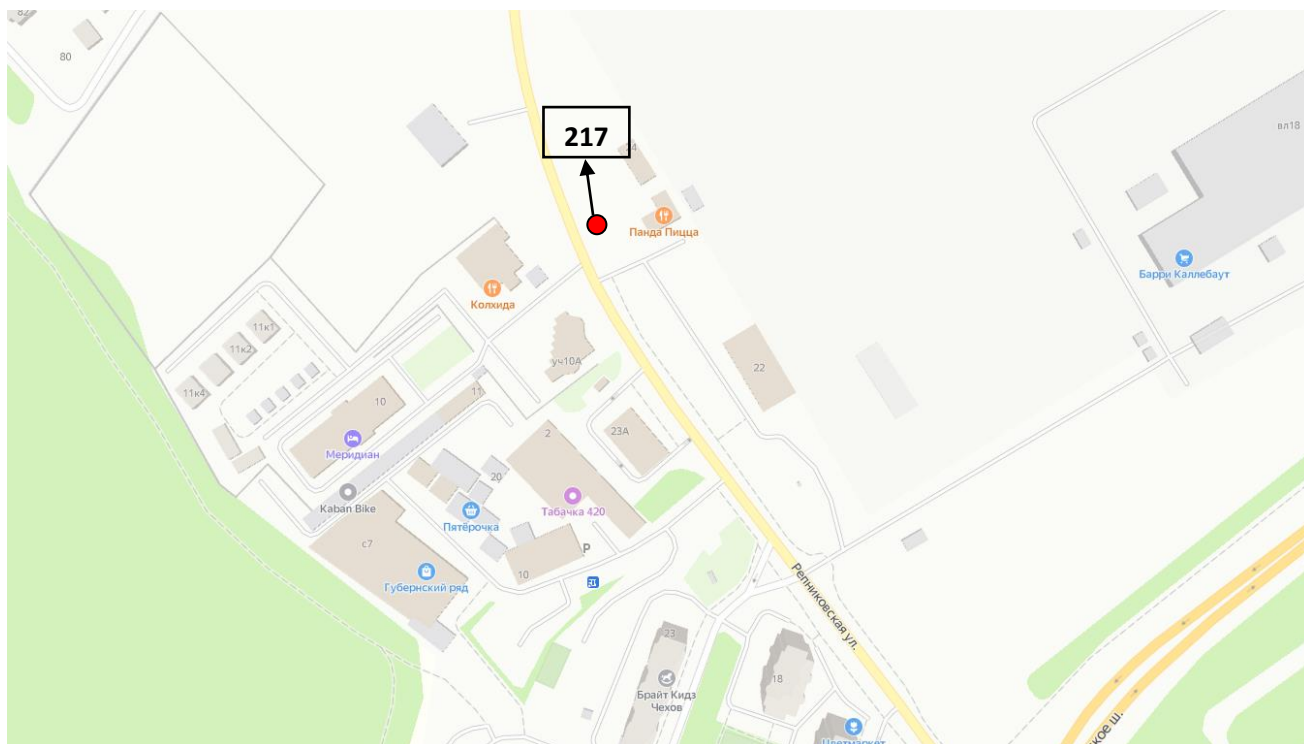 82
80
217
24
вл18
Панда Пицца
Барри Каллебаут
Колхида
11к1
11к2
уч10А
22
11к4
10
11
Меридиан
2
23А
20
Kaban Bike
Табачка 420
Пятёрочка
с7
P
10
Губернский ряд
Репниковская ул.
23
18
Брайт Кидз
Чехов
Цветмаркет
кое ш.